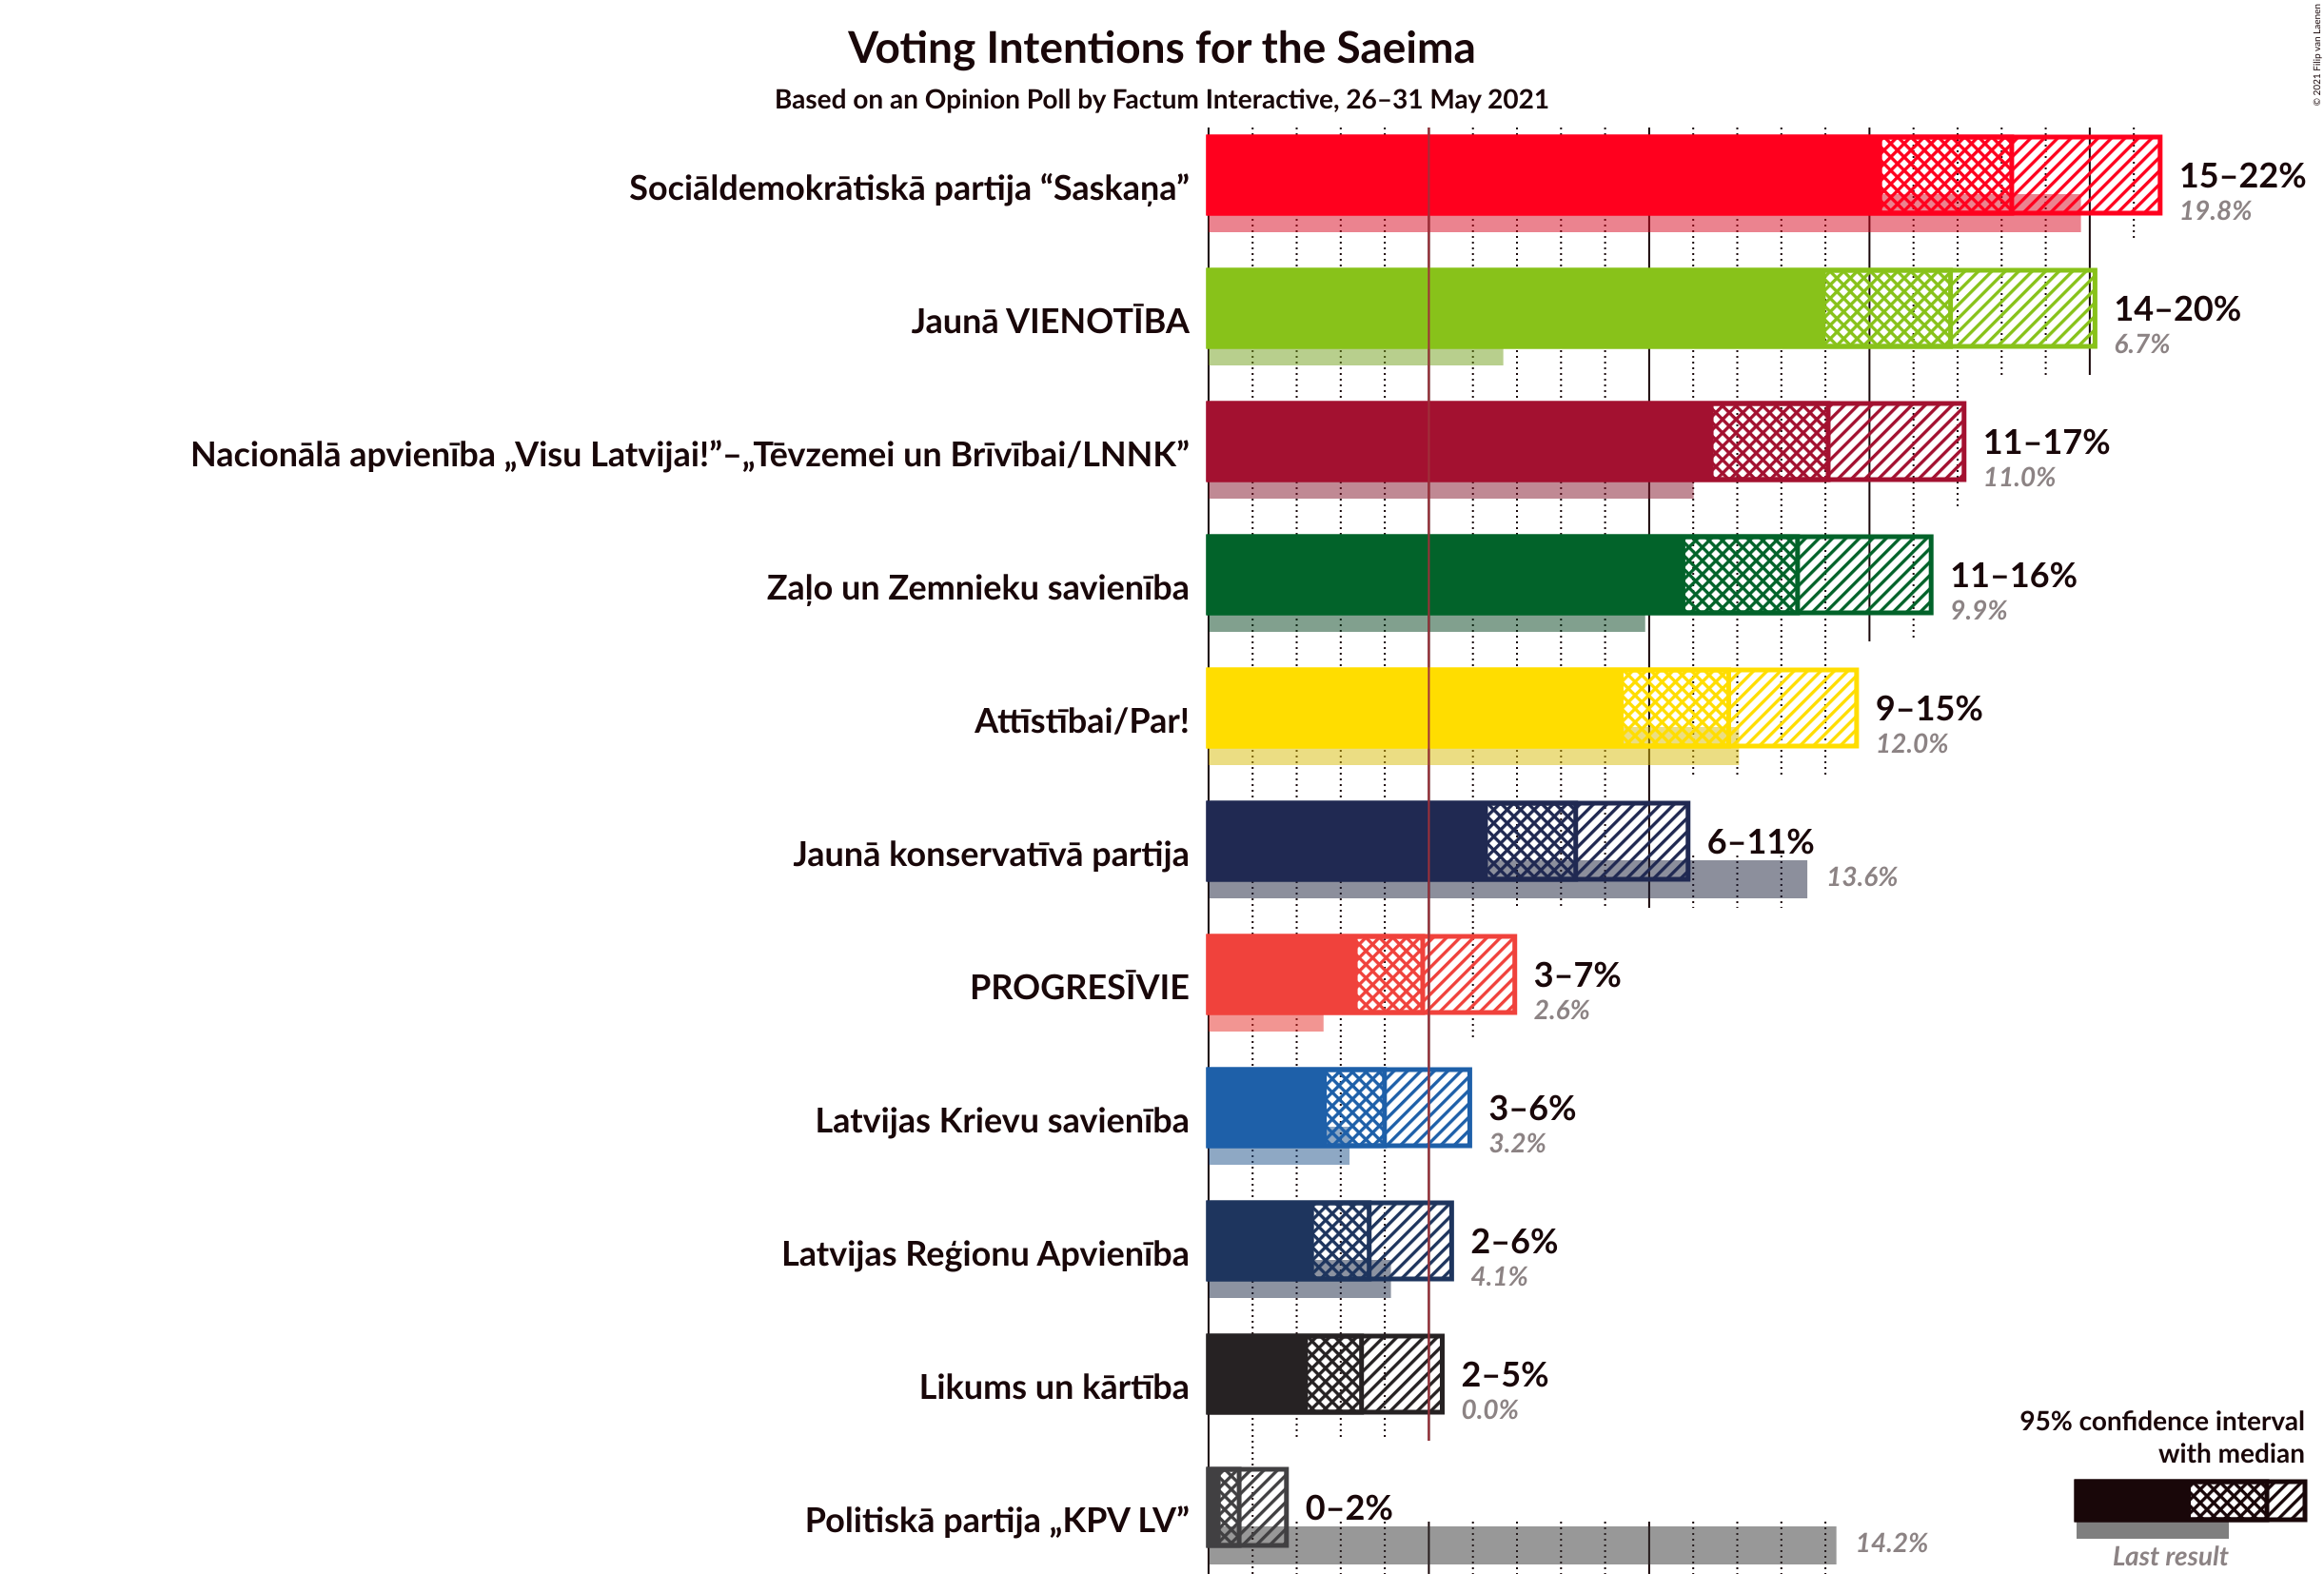 Voting Intentions for the Saeima
Based on an Opinion Poll by Factum Interactive, 26–31 May 2021
© 2021 Filip van Laenen
Sociāldemokrātiskā partija “Saskaņa”
15–22%
19.8%
Jaunā VIENOTĪBA
14–20%
6.7%
Nacionālā apvienība „Visu Latvijai!”–„Tēvzemei un Brīvībai/LNNK”
11–17%
11.0%
Zaļo un Zemnieku savienība
11–16%
9.9%
Attīstībai/Par!
9–15%
12.0%
Jaunā konservatīvā partija
6–11%
13.6%
PROGRESĪVIE
3–7%
2.6%
Latvijas Krievu savienība
3–6%
3.2%
Latvijas Reģionu Apvienība
2–6%
4.1%
Likums un kārtība
2–5%
0.0%
Politiskā partija „KPV LV”
0–2%
14.2%
95% confidence interval
with median
Last result